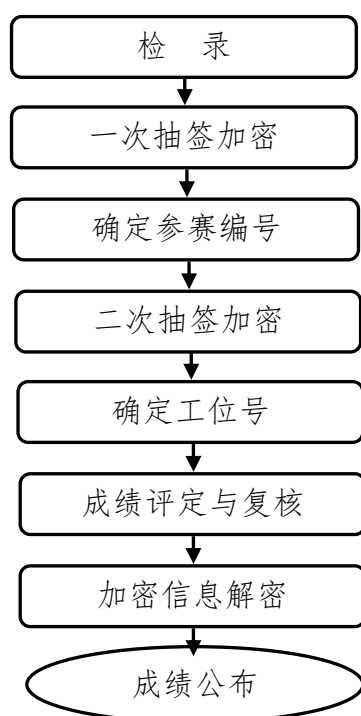 检 录
一次抽签加密
确定参赛编号
二次抽签加密
确定工位号
成绩评定与复核
加密信息解密
成绩公布